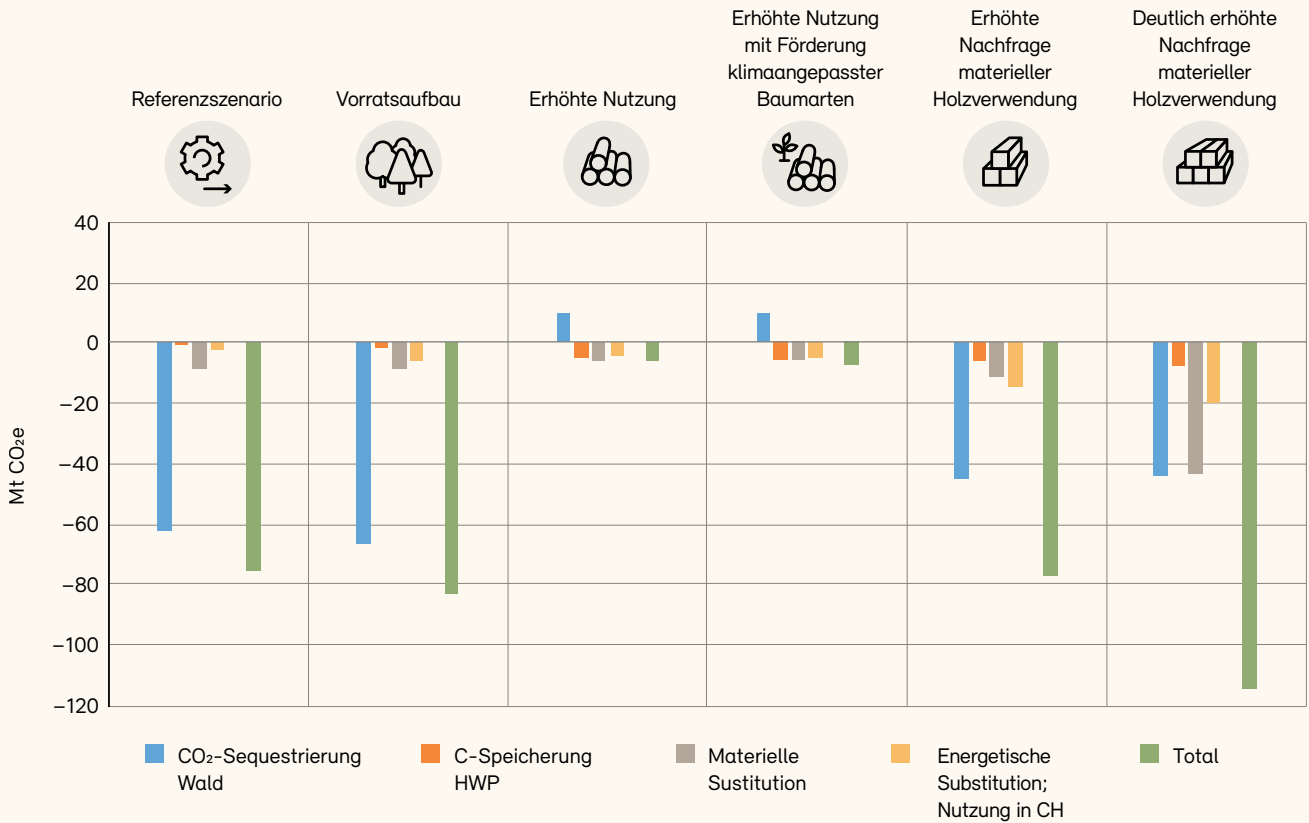 Referenzszenario
Vorratsaufbau
Erhöhte Nutzung
Erhöhte Nutzung
mit Förderung
klimaangepasster
Baumarten
Erhöhte
Nachfrage
materieller
Holzverwendung
Deutlich erhöhte
Nachfrage
materieller
Holzverwendung
Mt CO₂e
40
20
0
–20
–40
–60
–80
–100
–120
CO₂-Sequestrierung
Wald
C-Speicherung
HWP
Materielle
Sustitution
Energetische
Substitution;
Nutzung in CH
Total